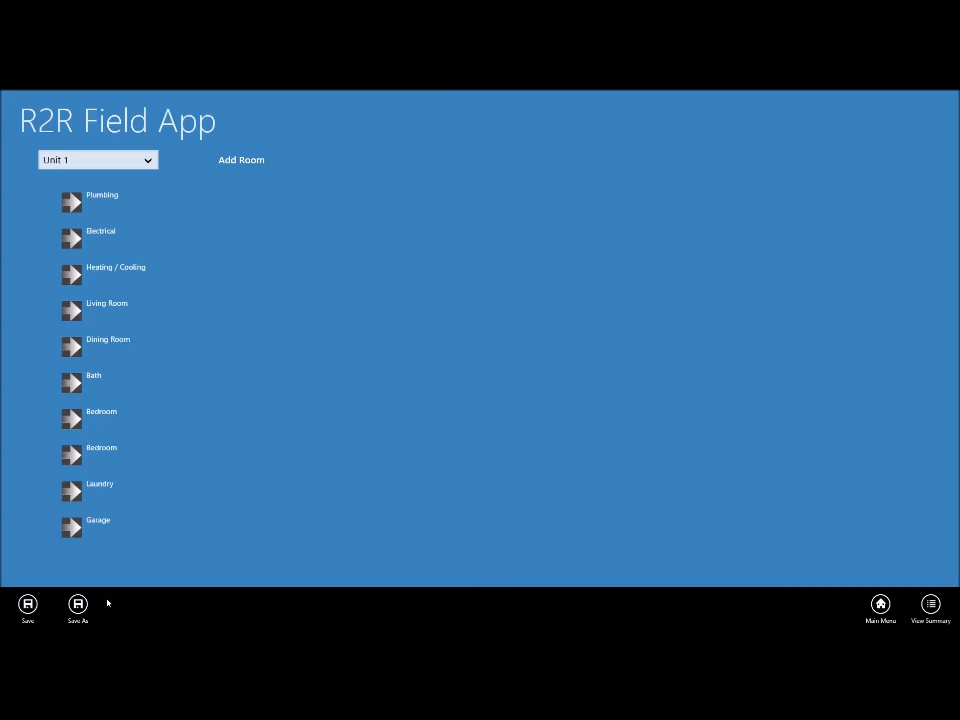 R2R Field App
Unit 1
Add Room
Plumbing
Electrical
Heating / Cooling
Living Room
Dining Room
Bath
Bedroom
Bedroom
Laundry
Garage
Save
Save As
Main Menu
View Summary